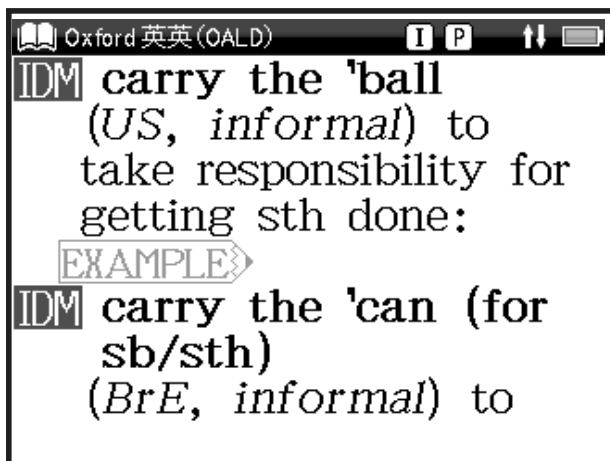 Oxford 英英(OALD) I P
IDM carry the 'ball
(US, informal) to
take responsibility for
getting sth done:
EXAMPLE
IDM carry the 'can (for
sb/sth)
(BrE, informal) to